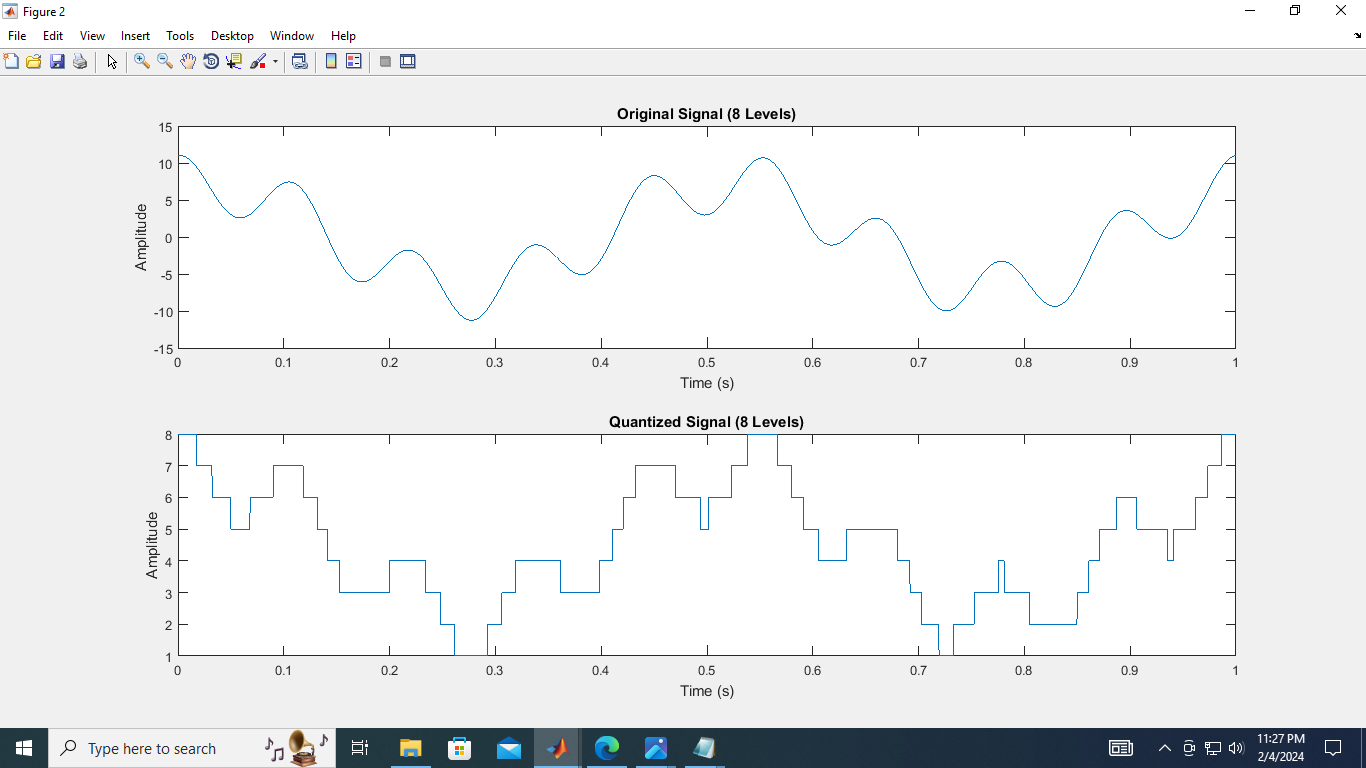 Figure 2
File Edit View Insert Tools Desktop Window Help
Original Signal (8 Levels)
15
10
5
0
-5
-10
-15
Amplitude
0 0.1 0.2 0.3 0.4 0.5 0.6 0.7 0.8 0.9 1
Time (s)
Quantized Signal (8 Levels)
8
7
6
5
4
3
2
1
Amplitude
0 0.1 0.2 0.3 0.4 0.5 0.6 0.7 0.8 0.9 1
Time (s)
Type here to search
11:27 PM
2/4/2024